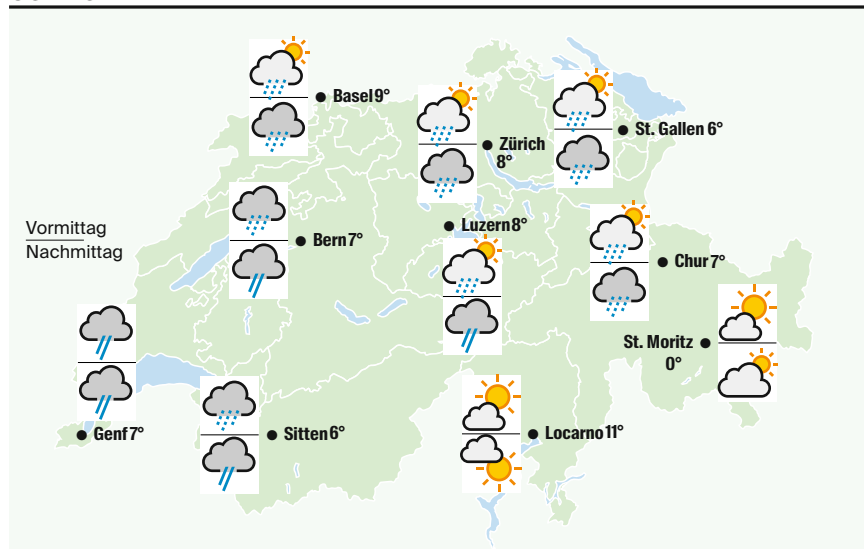 Basel 9°
St. Gallen 6°
Zürich
8°
Vormittag
Nachmittag
Luzern 8°
Bern 7°
Chur 7°
St. Moritz
0°
Genf 7°
Sitten 6°
Locarno 11°